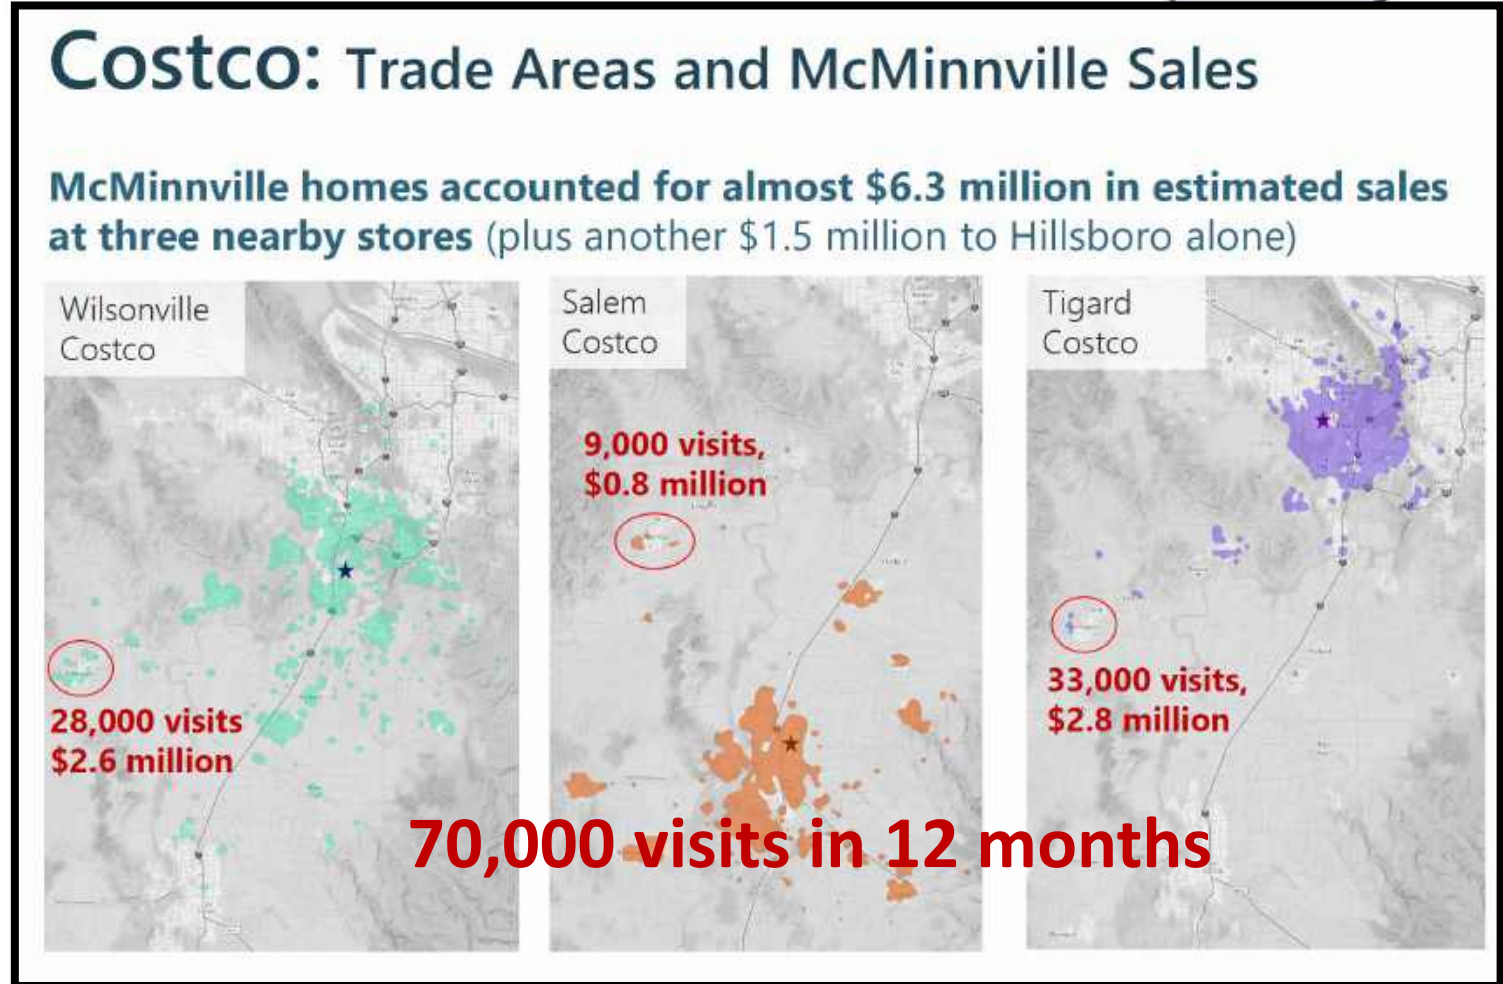 Costco: Trade Areas and McMinnville Sales
McMinnville homes accounted for almost $6.3 million in estimated sales
at three nearby stores (plus another $1.5 million to Hillsboro alone)
Wilsonville
Costco
28,000 visits
$2.6 million
Salem
Costco
9,000 visits,
$0.8 million
Tigard
Costco
33,000 visits,
$2.8 million
70,000 visits in 12 months